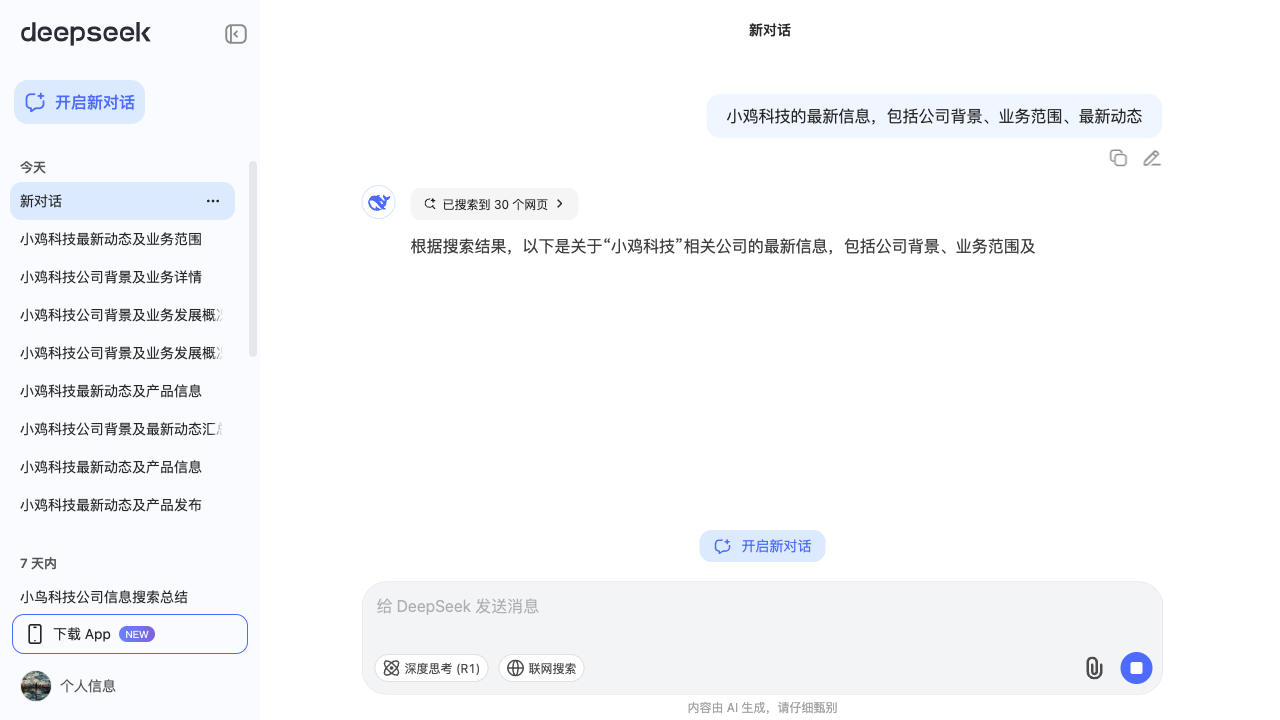 deepseek
开启新对话
今天
新对话
小鸡科技最新动态及业务范围
小鸡科技公司背景及业务详情
小鸡科技公司背景及业务发展概
小鸡科技公司背景及业务发展概
小鸡科技最新动态及产品信息
小鸡科技公司背景及最新动态汇
小鸡科技最新动态及产品信息
小鸡科技最新动态及产品发布
7 天内
小鸟科技公司信息搜索总结
下载 App NEW
个人信息
新对话
小鸡科技的最新信息，包括公司背景、业务范围、最新动态
已搜索到 30 个网页
根据搜索结果，以下是关于“小鸡科技”相关公司的最新信息，包括公司背景、业务范围及
开启新对话
给 DeepSeek 发送消息
深度思考 (R1)
联网搜索
内容由 AI 生成，请仔细甄别